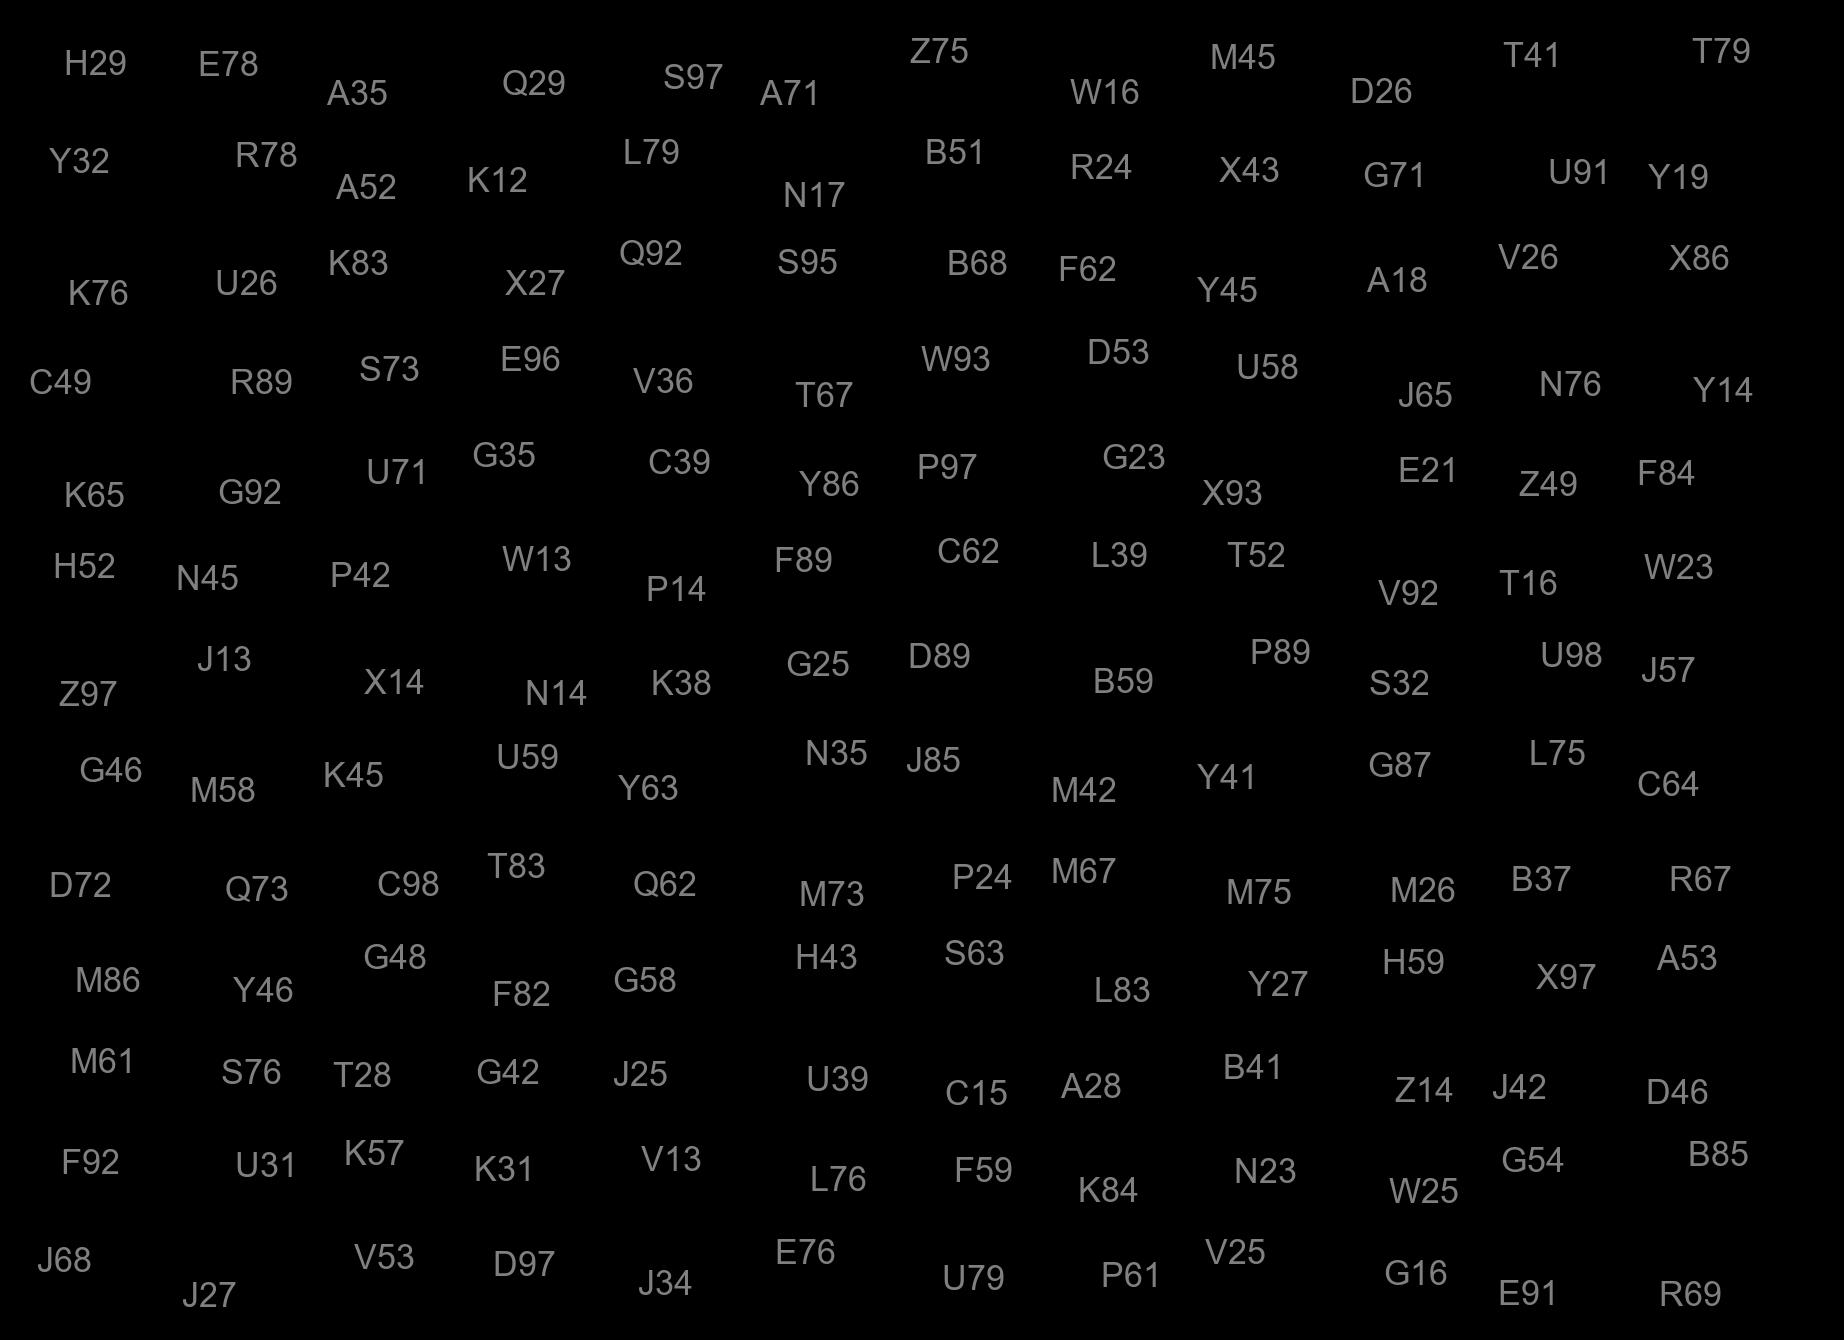 H29 E78 A35 Q29 S97 A71 Z75 W16 M45 D26 T41 T79
Y32 R78 A52 K12 L79 N17 B51 R24 X43 G71 U91 Y19
K76 U26 K83 X27 Q92 S95 B68 F62 Y45 A18 V26 X86
C49 R89 S73 E96 V36 T67 W93 D53 U58 J65 N76 Y14
K65 G92 U71 G35 C39 Y86 P97 G23 X93 E21 Z49 F84
H52 N45 P42 W13 P14 F89 C62 L39 T52 V92 T16 W23
Z97 J13 X14 N14 K38 G25 D89 B59 P89 S32 U98 J57
G46 M58 K45 U59 Y63 N35 J85 M42 Y41 G87 L75 C64
D72 Q73 C98 T83 Q62 M73 P24 M67 M75 M26 B37 R67
M86 Y46 G48 F82 G58 H43 S63 L83 Y27 H59 X97 A53
M61 S76 T28 G42 J25 U39 C15 A28 B41 Z14 J42 D46
F92 U31 K57 K31 V13 L76 F59 K84 N23 W25 G54 B85
J68 J27 V53 D97 J34 E76 U79 P61 V25 G16 E91 R69